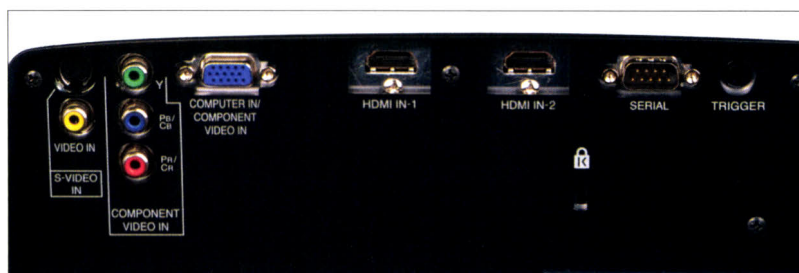 VIDEO IN
S-VIDEO
IN
Y
PB/
CB
PR/
CR
COMPONENT
VIDEO IN
COMPUTER IN/
COMPONENT
VIDEO IN
HDMI IN-1
HDMI IN-2
SERIAL
TRIGGER
K